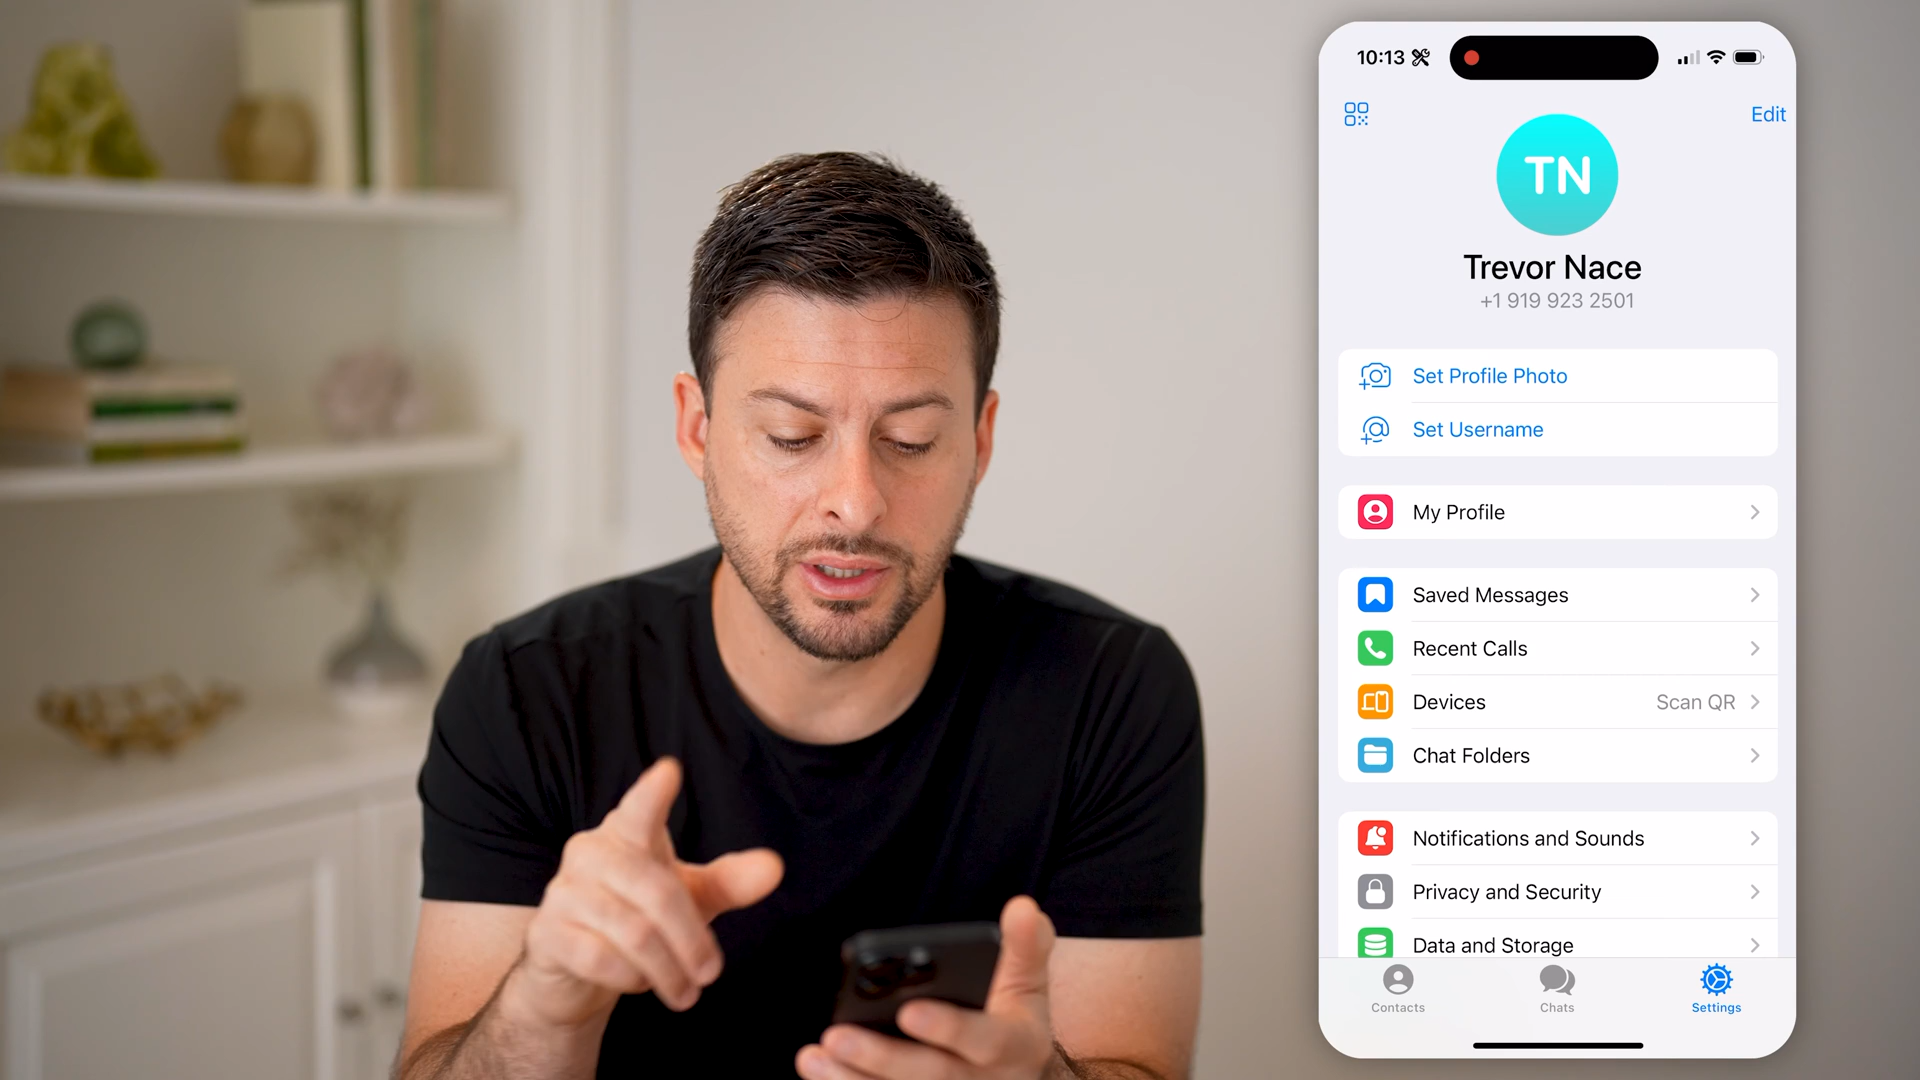 10:13
Edit
TN
Trevor Nace
+1 919 923 2501
Set Profile Photo
Set Username
My Profile
Saved Messages
Recent Calls
Devices Scan QR
Chat Folders
Notifications and Sounds
Privacy and Security
Data and Storage
Contacts Chats Settings